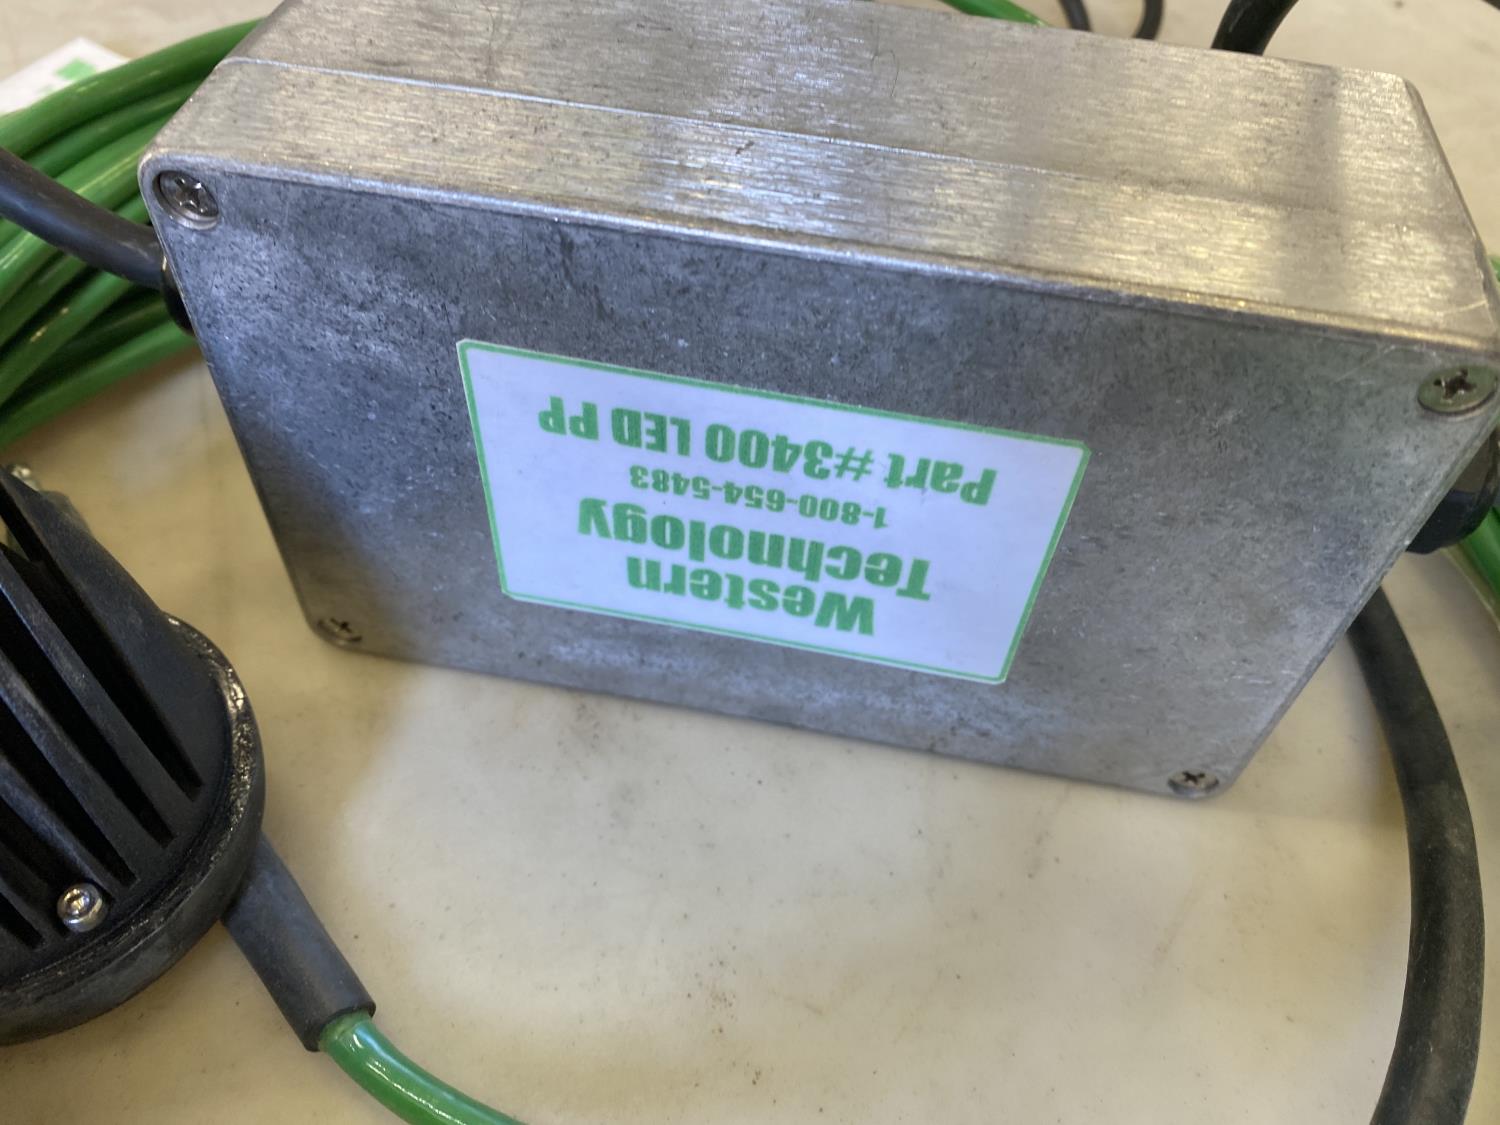 Western
Technology
1-800-654-5483
Part #3400 LED PP